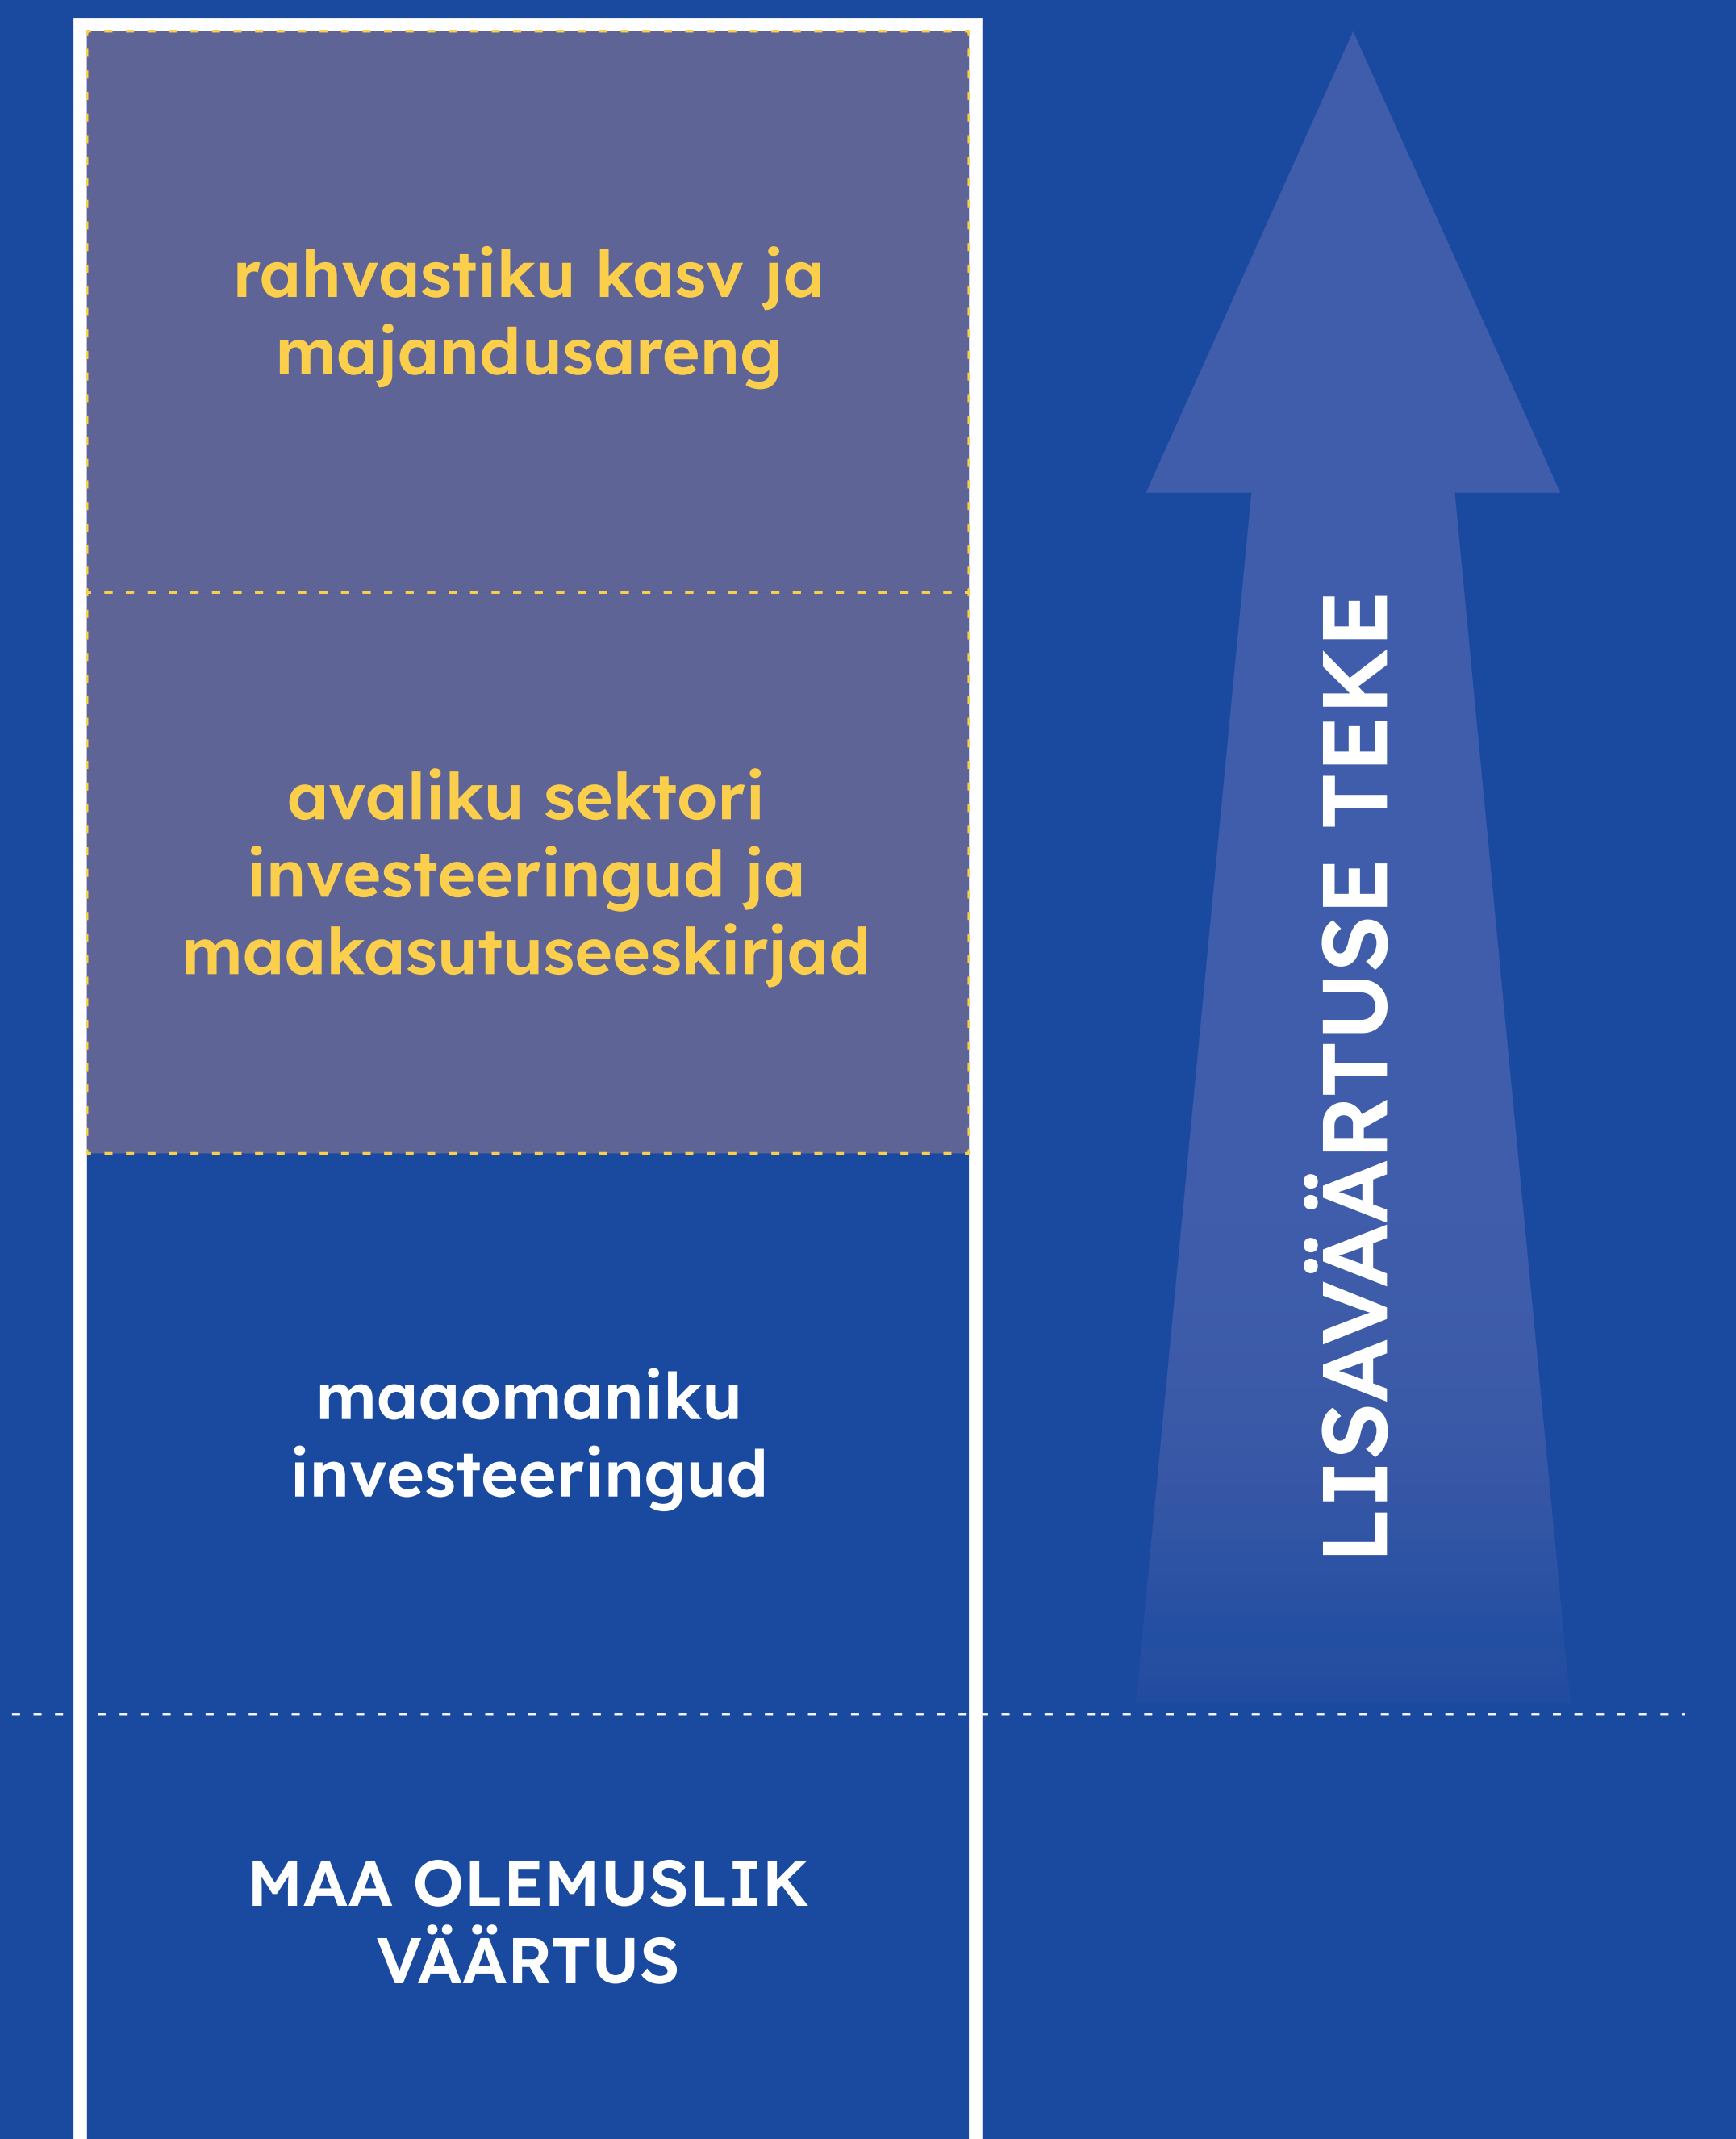 rahvastiku kasv ja
majandusareng
avaliku sektori
investeeringud ja
maakasutuseeskirjad
maaomaniku
investeeringud
MAA OLEMUSLIK
VÄÄRTUS
LISAVÄÄRTUSE TEKE